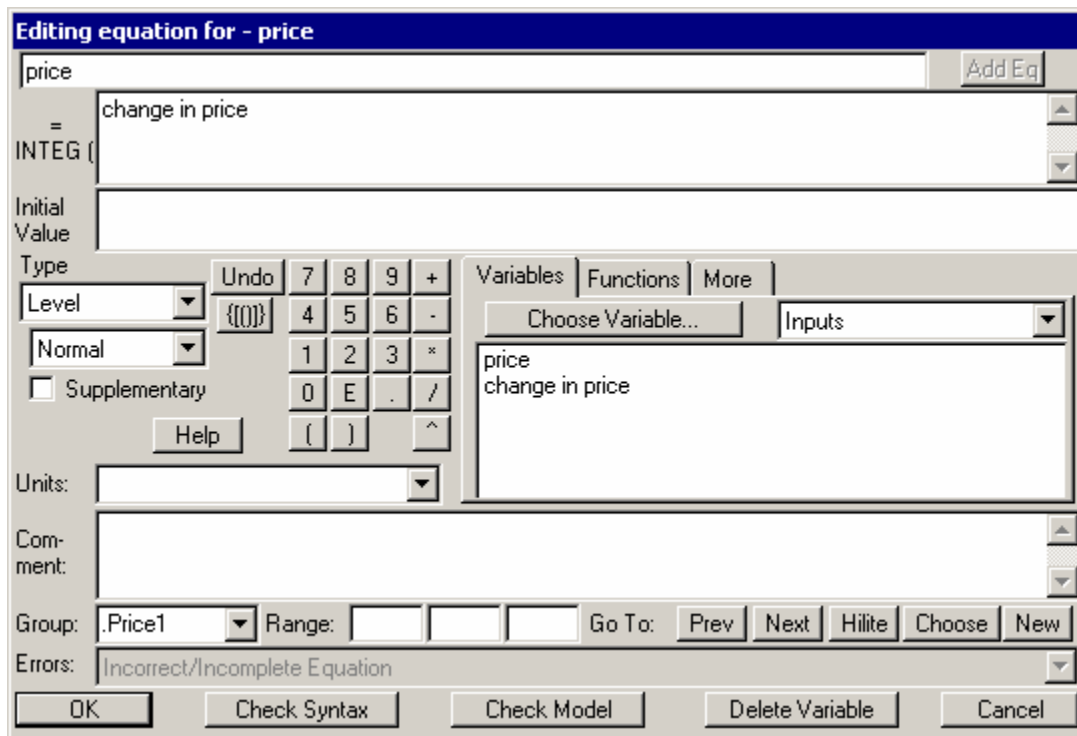 Editing equation for - price
price Add Eq
= INTEG ( change in price
Initial Value
Type
Undo 7 8 9 + Variables Functions More
Level {[()]} 4 5 6 - Choose Variable... Inputs
Normal 1 2 3 * price
Supplementary 0 E . / change in price
Help ( ) ^
Units:
Com-
ment:
Group: .Price1 Range: Go To: Prev Next Hilite Choose New
Errors: Incorrect/Incomplete Equation
OK Check Syntax Check Model Delete Variable Cancel